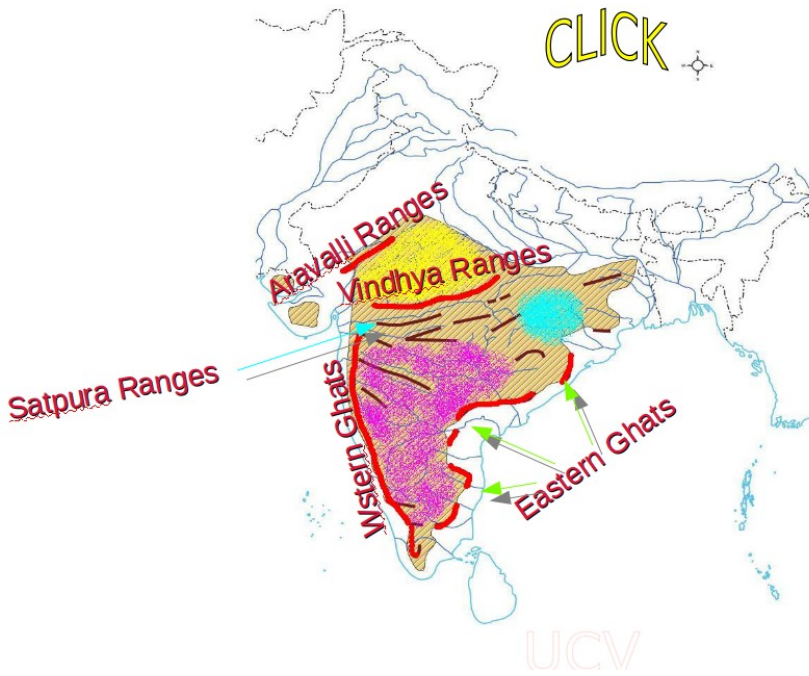 CLICK
Aravalli Ranges
Vindhya Ranges
Satpura Ranges
Wstern Ghats
Eastern Ghats
UCV